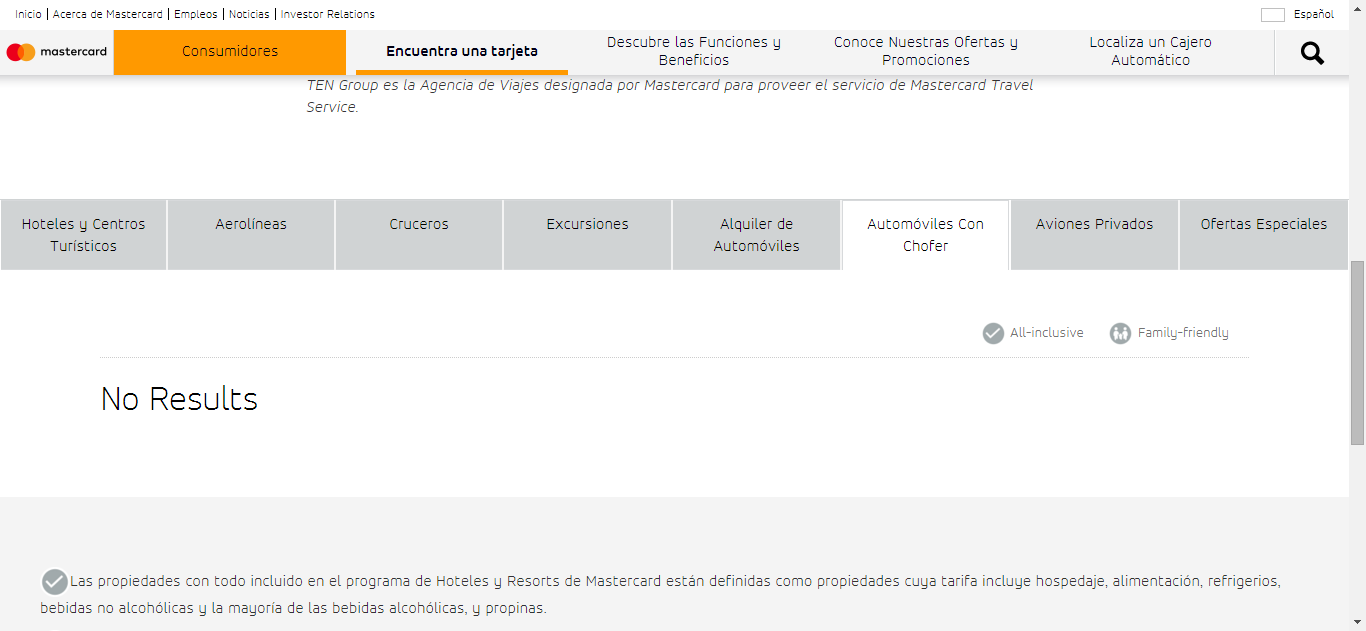 Inicio | Acerca de Mastercard | Empleos | Noticias | Investor Relations
Español
mastercard
Consumidores
Encuentra una tarjeta
Descubre las Funciones y
Beneficios
Conoce Nuestras Ofertas y
Promociones
Localiza un Cajero
Automático
TEN Group es la Agencia de Viajes designada por Mastercard para proveer el servicio de Mastercard Travel
Service.
Hoteles y Centros
Turísticos
Aerolíneas
Cruceros
Excursiones
Alquiler de
Automóviles
Automóviles Con
Chofer
Aviones Privados
Ofertas Especiales
All-inclusive
Family-friendly
No Results
Las propiedades con todo incluido en el programa de Hoteles y Resorts de Mastercard están definidas como propiedades cuya tarifa incluye hospedaje, alimentación, refrigerios,
bebidas no alcohólicas y la mayoría de las bebidas alcohólicas, y propinas.